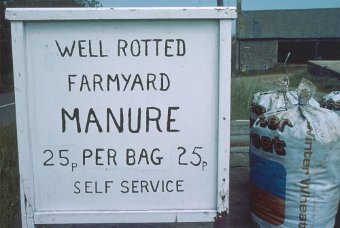 WELL ROTTED
FARMYARD
MANURE
25p PER BAG 25p
SELF SERVICE
winter wheat